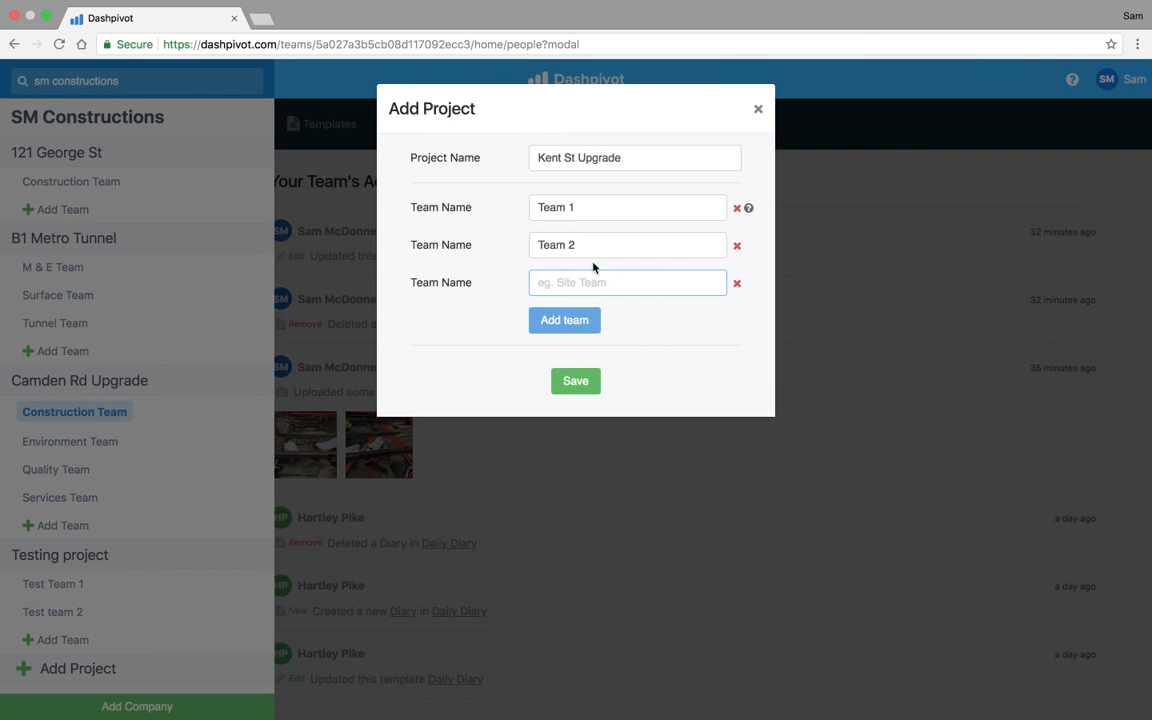 Dashpivot
Sam
Secure https://dashpivot.com/teams/5a027a3b5cb08d117092ecc3/home/people?modal
sm constructions
Dashpivot
? SM Sam
SM Constructions
121 George St
Construction Team
Add Team
B1 Metro Tunnel
M & E Team
Surface Team
Tunnel Team
Add Team
Camden Rd Upgrade
Construction Team
Environment Team
Quality Team
Services Team
Add Team
Testing project
Test Team 1
Test team 2
Add Team
Add Project
Add Company
Templates
Your Team's
Add Project
Project Name Kent St Upgrade
Team Name Team 1
Team Name Team 2
Team Name eg. Site Team
Add team
Save
SM Sam McDonne 32 minutes ago
Edit Updated this
SM Sam McDonne 32 minutes ago
Remove Deleted a
SM Sam McDonne 35 minutes ago
Uploaded some
HP Hartley Pike a day ago
Remove Deleted a Diary in Daily Diary
HP Hartley Pike a day ago
New Created a new Diary in Daily Diary
HP Hartley Pike a day ago
Edit Updated this template Daily Diary